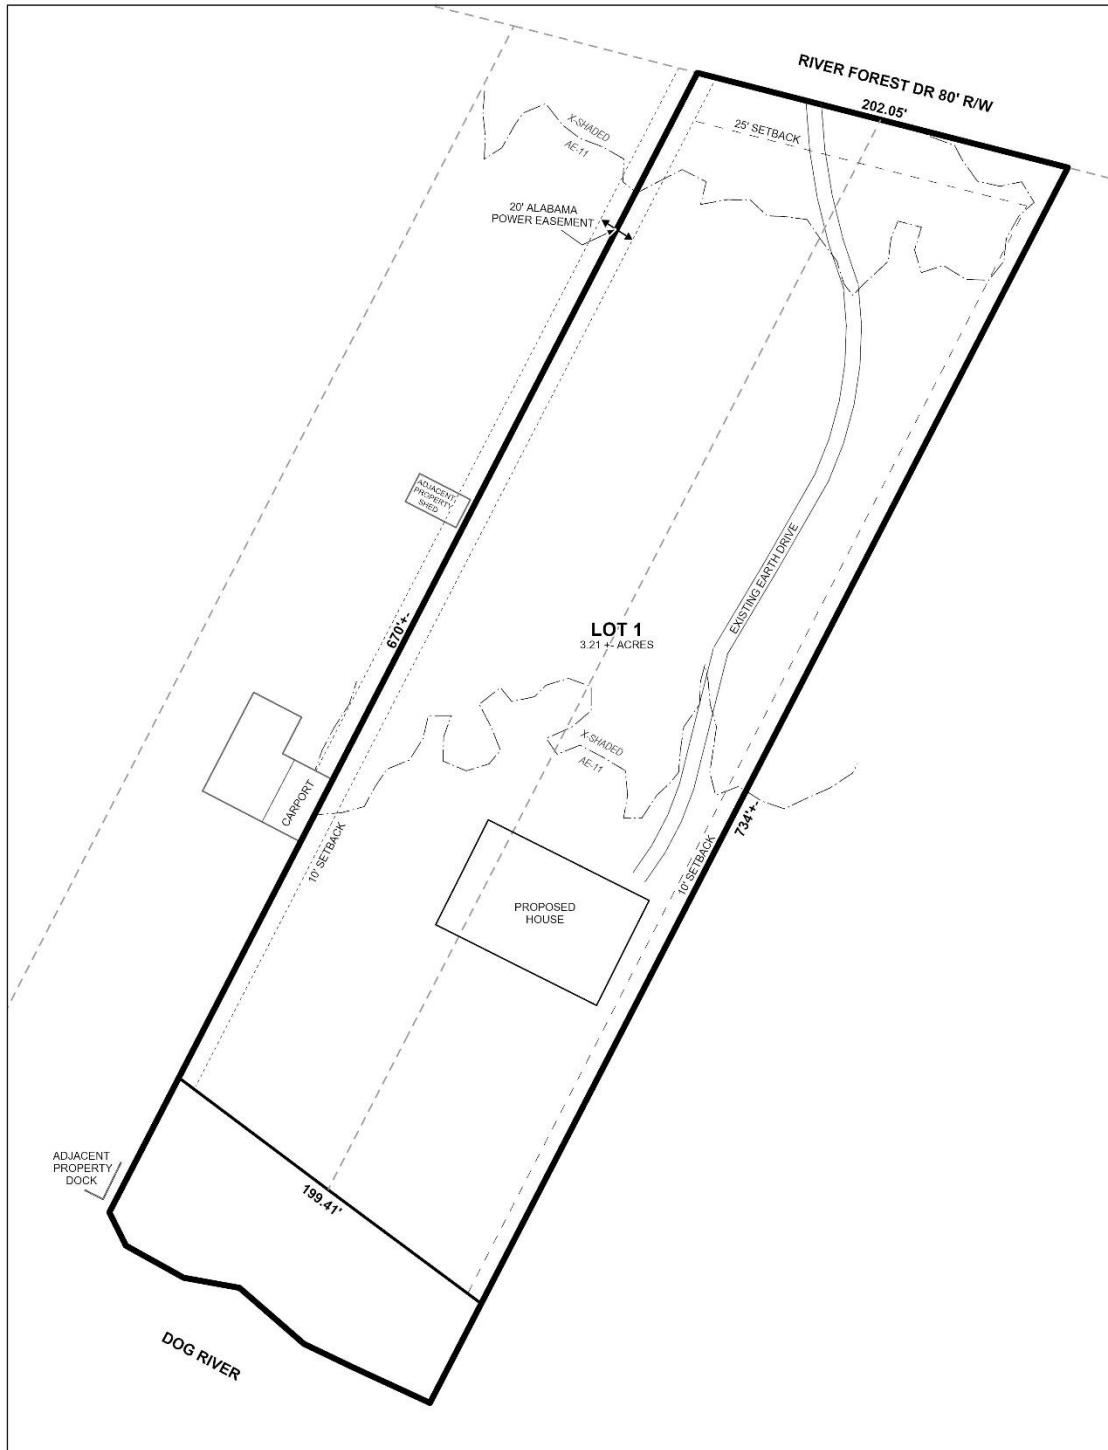 RIVER FOREST DR 80' R/W
202.05'
25' SETBACK
X-SHADED
AE-11
20' ALABAMA
POWER EASEMENT
ADJACENT
PROPERTY
SHED
EXISTING EARTH DRIVE
670'+-
LOT 1
3.21 +- ACRES
X-SHADED
AE-11
CARPORT
10' SETBACK
734'+-
10' SETBACK
PROPOSED
HOUSE
ADJACENT
PROPERTY
DOCK
199.41'
DOG RIVER